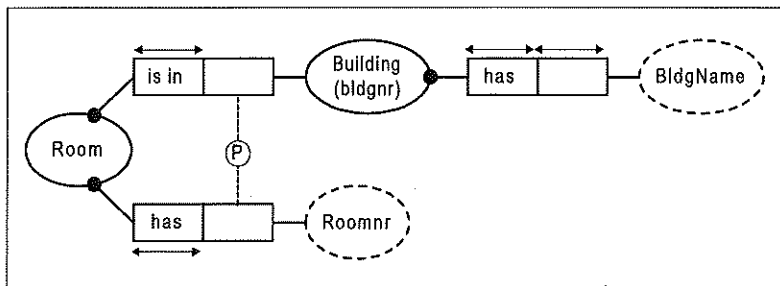 is in
Building
(bldgnr)
has
BldgName
Room
P
has
Roomnr